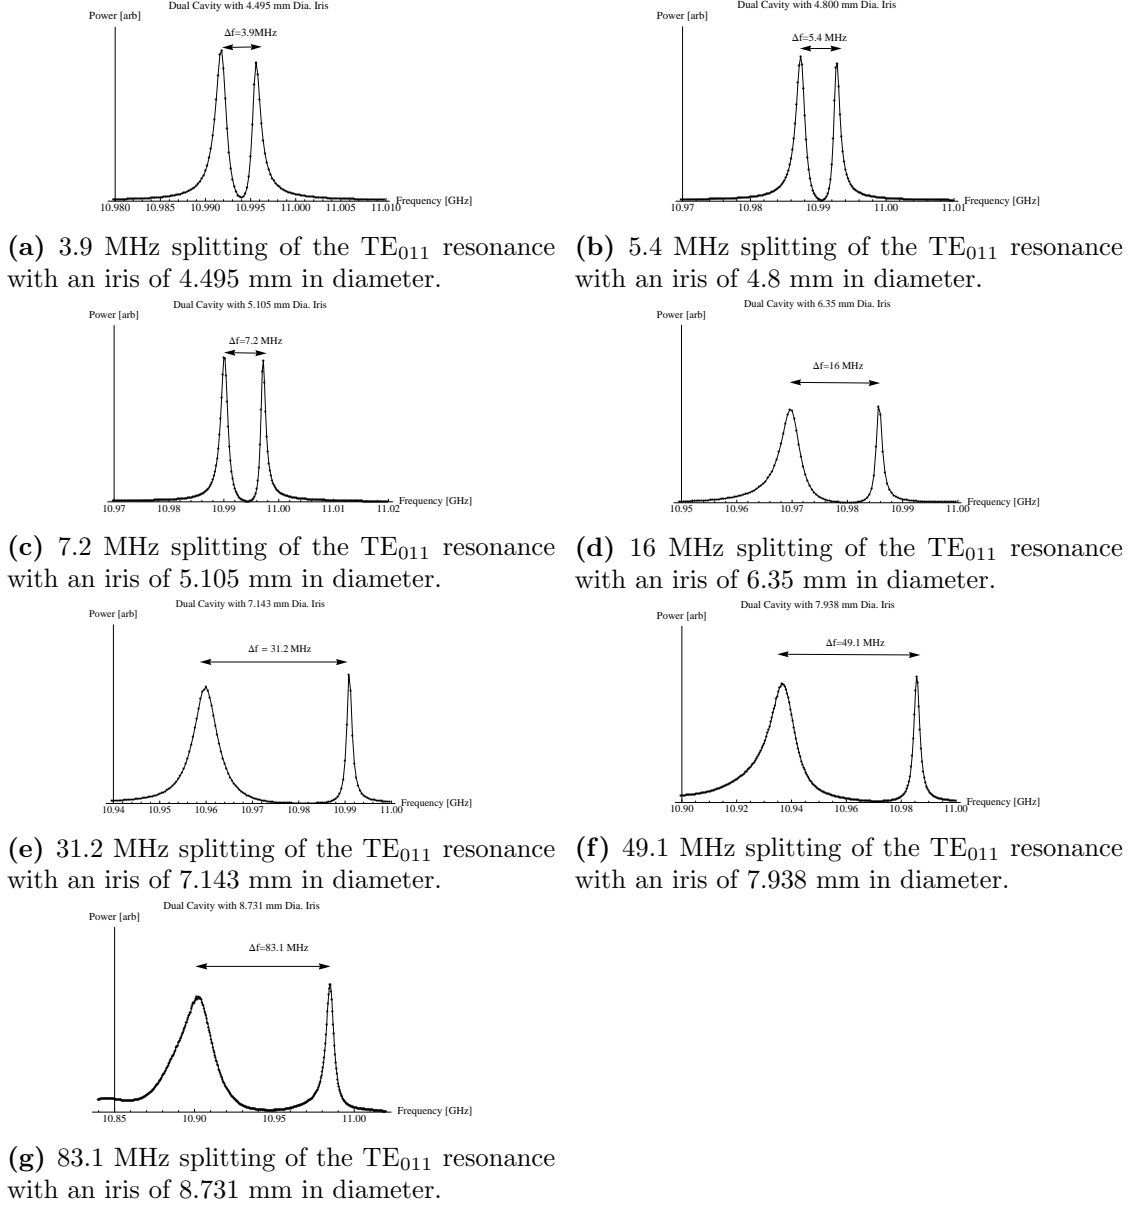 Dual Cavity with 4.495 mm Dia. Iris
Power [arb]
Δf=3.9MHz
Frequency [GHz]
10.980 10.985 10.990 10.995 11.000 11.005 11.010
(a) 3.9 MHz splitting of the TE011 resonance
with an iris of 4.495 mm in diameter.
Dual Cavity with 4.800 mm Dia. Iris
Power [arb]
Δf=5.4 MHz
Frequency [GHz]
10.97 10.98 10.99 11.00 11.01
(b) 5.4 MHz splitting of the TE011 resonance
with an iris of 4.8 mm in diameter.
Dual Cavity with 5.105 mm Dia. Iris
Power [arb]
Δf=7.2 MHz
Frequency [GHz]
10.97 10.98 10.99 11.00 11.01 11.02
(c) 7.2 MHz splitting of the TE011 resonance
with an iris of 5.105 mm in diameter.
Dual Cavity with 6.35 mm Dia. Iris
Power [arb]
Δf=16 MHz
Frequency [GHz]
10.95 10.96 10.97 10.98 10.99 11.00
(d) 16 MHz splitting of the TE011 resonance
with an iris of 6.35 mm in diameter.
Dual Cavity with 7.143 mm Dia. Iris
Power [arb]
Δf = 31.2 MHz
Frequency [GHz]
10.94 10.95 10.96 10.97 10.98 10.99 11.00
(e) 31.2 MHz splitting of the TE011 resonance
with an iris of 7.143 mm in diameter.
Dual Cavity with 7.938 mm Dia. Iris
Power [arb]
Δf=49.1 MHz
Frequency [GHz]
10.90 10.92 10.94 10.96 10.98 11.00
(f) 49.1 MHz splitting of the TE011 resonance
with an iris of 7.938 mm in diameter.
Dual Cavity with 8.731 mm Dia. Iris
Power [arb]
Δf=83.1 MHz
Frequency [GHz]
10.85 10.90 10.95 11.00
(g) 83.1 MHz splitting of the TE011 resonance
with an iris of 8.731 mm in diameter.